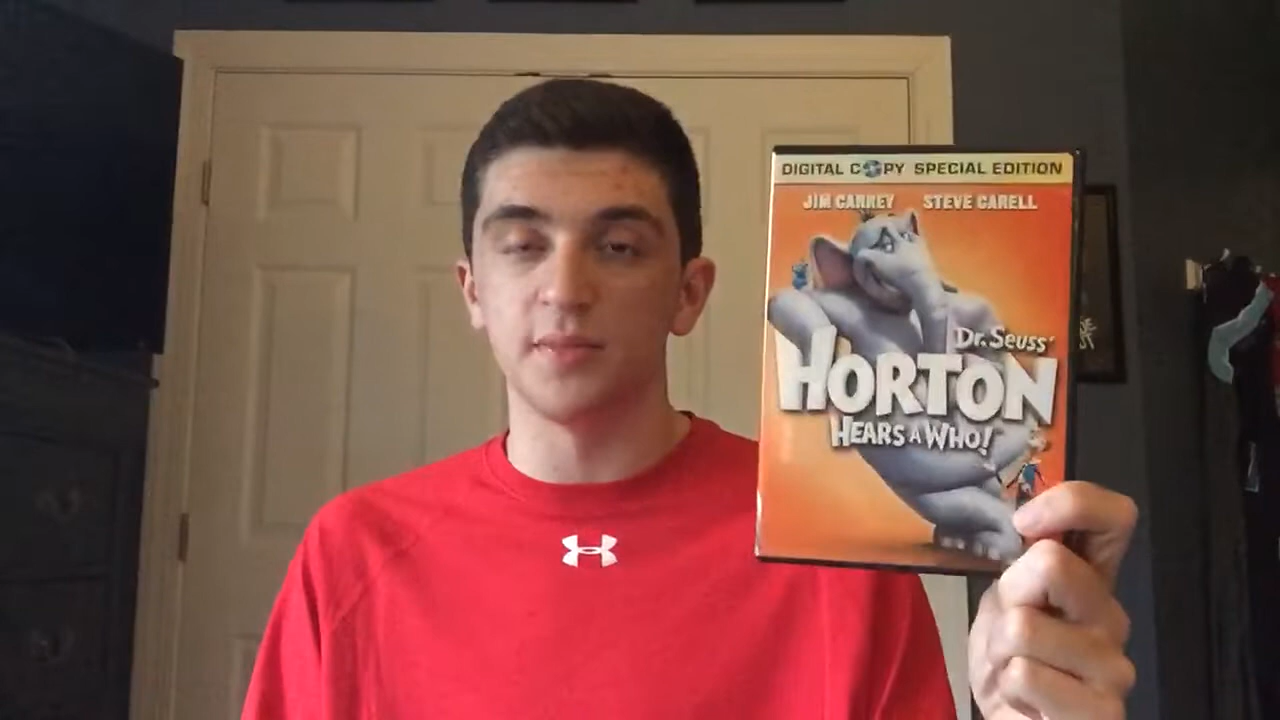 DIGITAL COPY SPECIAL EDITION
JIM CARREY STEVE CARELL
Dr. Seuss'
HORTON
HEARS A WHO!